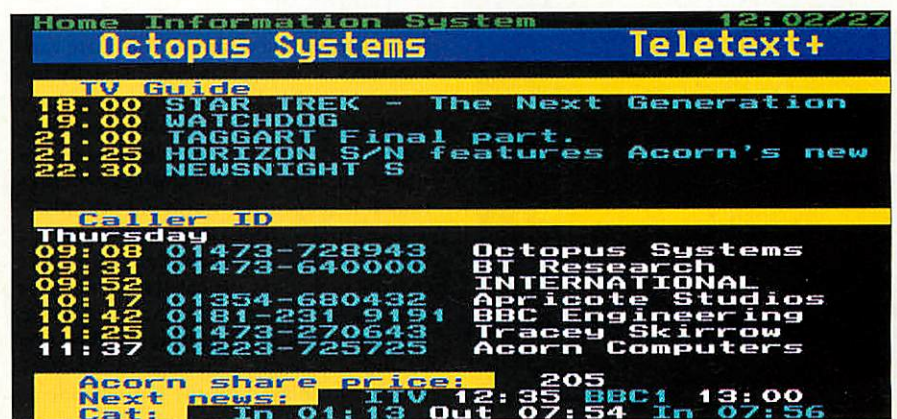 Home Information System 12:02/27
Octopus Systems Teletext+
TV Guide
18.00 STAR TREK - The Next Generation
19.00 WATCHDOG
21.00 TAGGART Final part.
21.25 HORIZON S/N features Acorn's new
22.30 NEWSNIGHT S
Caller ID
Thursday
09:08 01473-728943 Octopus Systems
09:31 01473-640000 BT Research
09:52 INTERNATIONAL
10:17 01354-680432 Apricote Studios
10:42 0181-231 9191 BBC Engineering
11:25 01473-270643 Tracey Skirrow
11:37 01223-725725 Acorn Computers
Acorn share price: 205
Next news: ITV 12:35 BBC1 13:00
Cat: In 01:13 Out 07:54 In 07:56